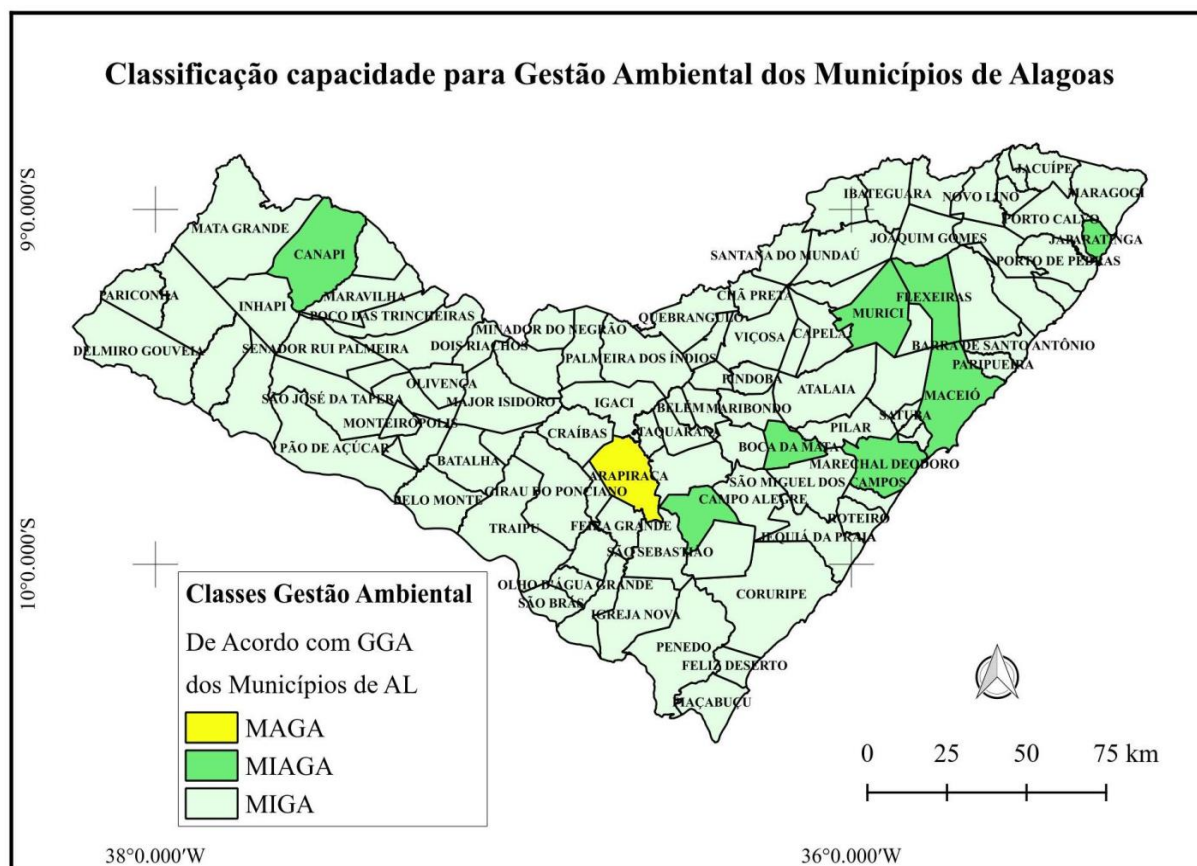 Classificação capacidade para Gestão Ambiental dos Municípios de Alagoas
9°0.000'S
10°0.000'S
38°0.000'W
36°0.000'W
JACUÍPE
IBATEGUARA
NOVO LINO
MARAGOGI
PORTO CALVO
MATA GRANDE
JOAQUIM GOMES
JAPARATINGA
CANAPI
SANTANA DO MUNDAÚ
PORTO DE PEDRAS
PARICONHA
MARAVILHA
CHÃ PRETA
FLEXEIRAS
INHAPI
POÇO DAS TRINCHEIRAS
QUEBRANGULO
MURICI
MINADOR DO NEGRÃO
VIÇOSA
CAPELA
DELMIRO GOUVEIA
SENADOR RUI PALMEIRA
DOIS RIACHOS
PALMEIRA DOS ÍNDIOS
BARRA DE SANTO ANTÔNIO
PARIPUEIRA
OLIVENÇA
PINDOBA
ATALAIA
SÃO JOSÉ DA TAPERA
MAJOR ISIDORO
IGACI
BELÉM
MARIBONDO
MACEIÓ
MONTEIRÓPOLIS
SATUBA
CRAÍBAS
TAQUARANA
PILAR
PÃO DE AÇÚCAR
BOCA DA MATA
BATALHA
MARECHAL DEODORO
ARAPIRACA
SÃO MIGUEL DOS CAMPOS
BELO MONTE
GIRAU DO PONCIANO
CAMPO ALEGRE
TRAIPU
FEIRA GRANDE
ROTEIRO
JEQUIÁ DA PRAIA
SÃO SEBASTIÃO
OLHO D'ÁGUA GRANDE
CORURIPE
SÃO BRÁS
IGREJA NOVA
PENEDO
FELIZ DESERTO
PIAÇABUÇU
Classes Gestão Ambiental
De Acordo com GGA
dos Municípios de AL
MAGA
MIAGA
MIGA
0 25 50 75 km